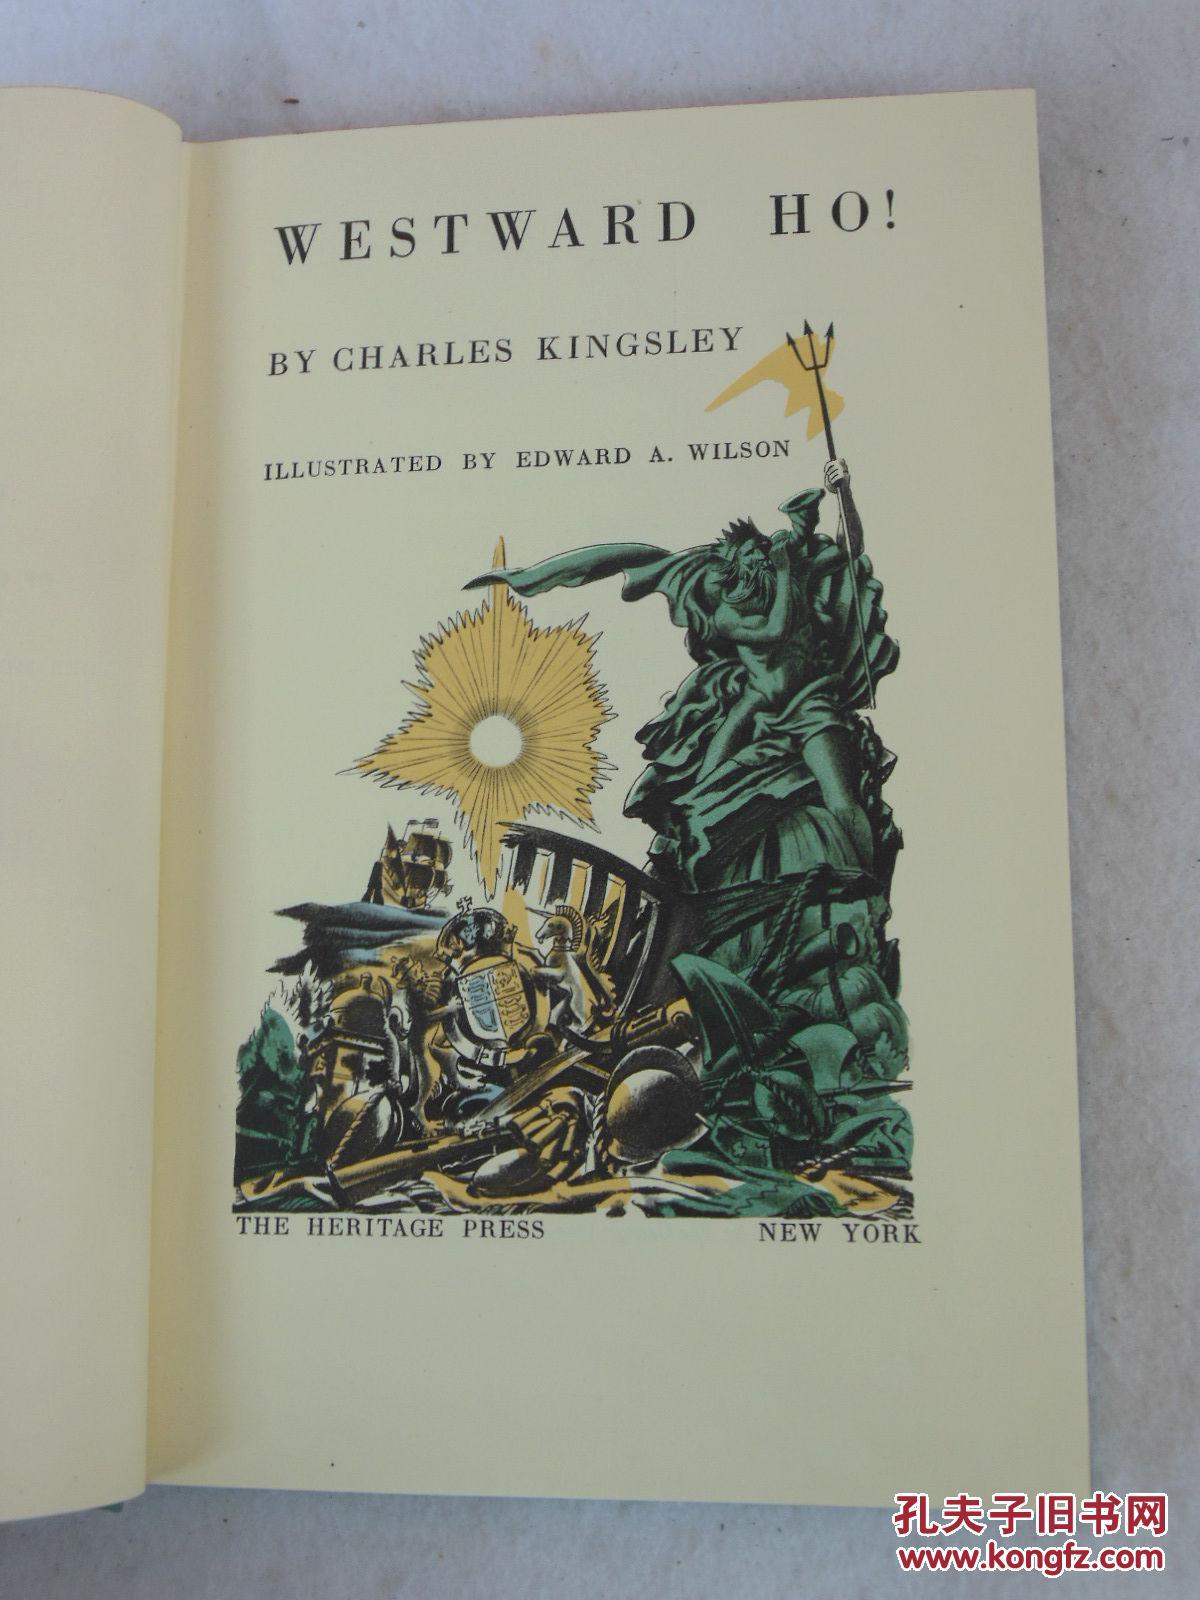 WESTWARD HO!
BY CHARLES KINGSLEY
ILLUSTRATED BY EDWARD A. WILSON
THE HERITAGE PRESS NEW YORK
孔夫子旧书网
www.kongfz.com